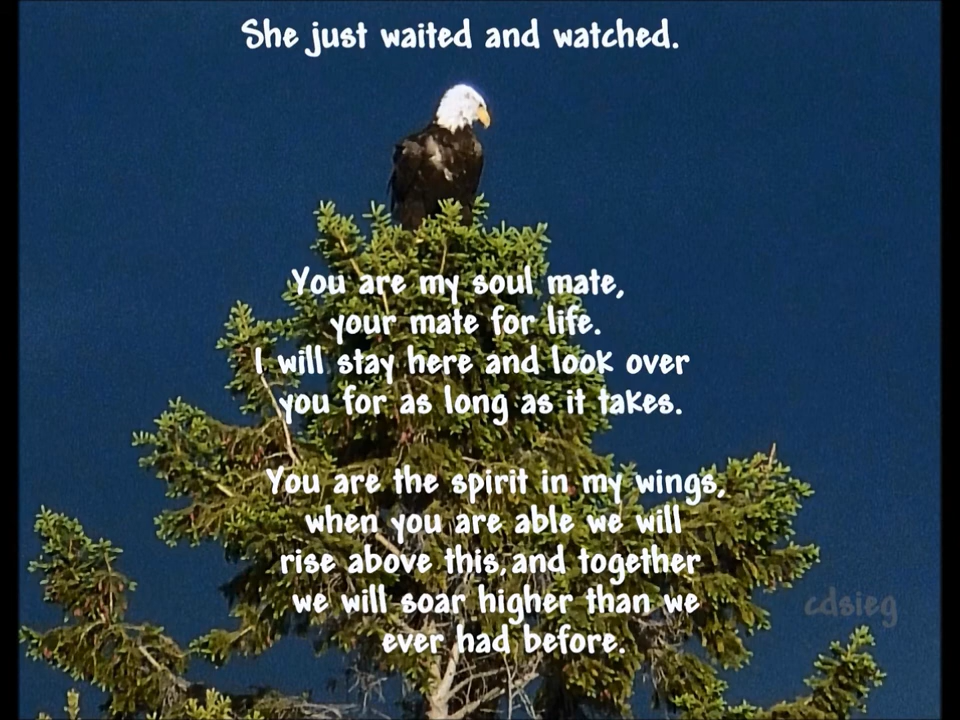 She just waited and watched.
You are my soul mate,
your mate for life.
I will stay here and look over
you for as long as it takes.
You are the spirit in my wings,
when you are able we will
rise above this, and together
we will soar higher than we
ever had before.
cdsieg